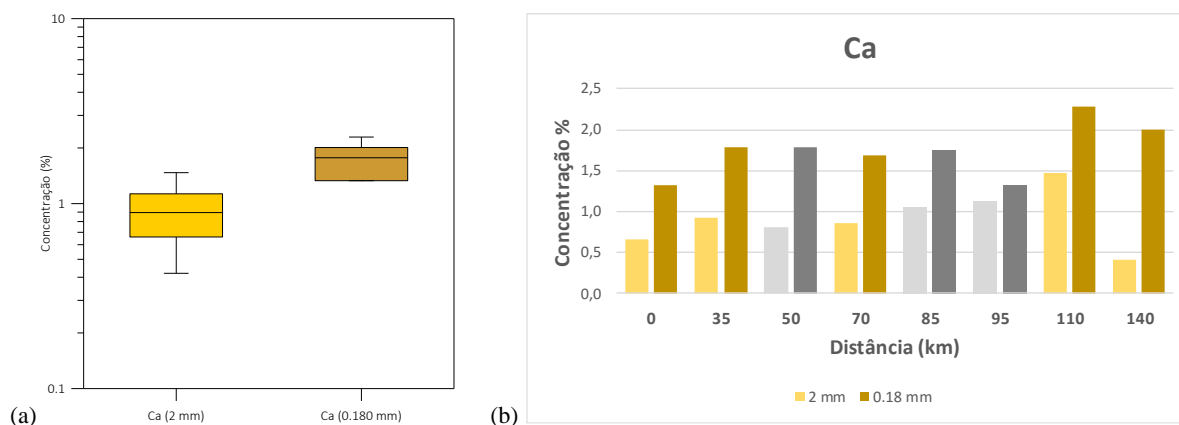 10
1
0.1
Concentração (%)
Ca (2 mm)
Ca (0.180 mm)
(a)
Ca
Concentração %
2,5
2,0
1,5
1,0
0,5
0,0
0 35 50 70 85 95 110 140
Distância (km)
2 mm 0.18 mm
(b)